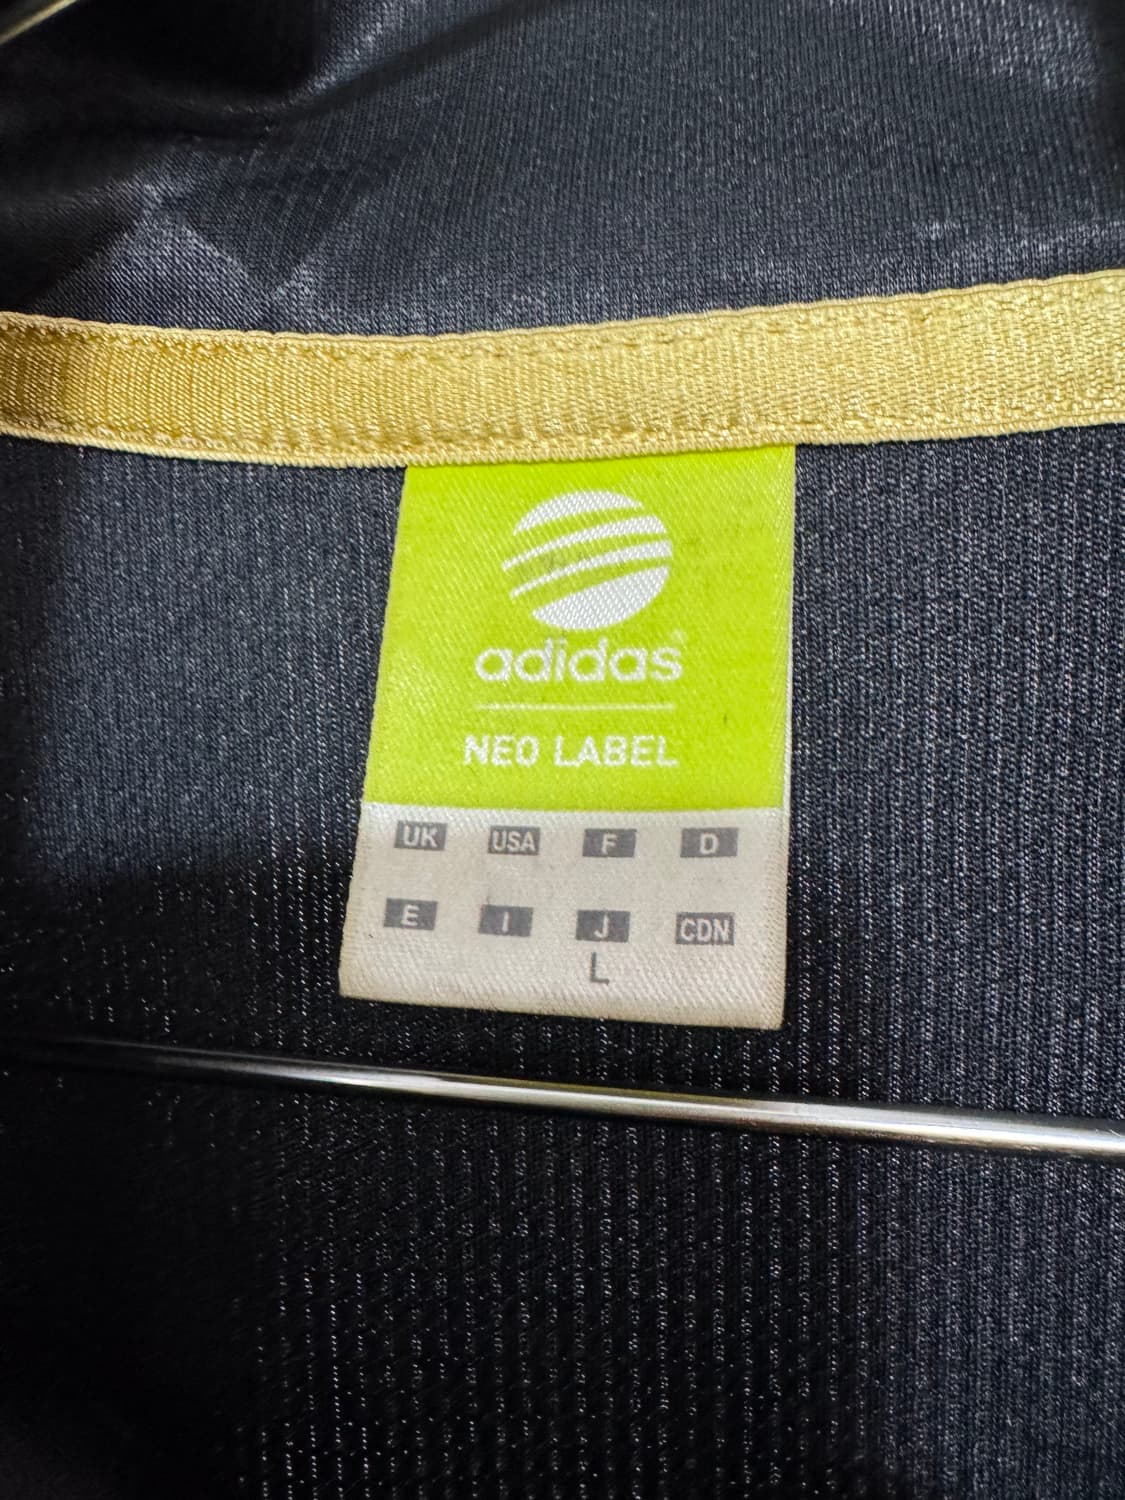 adidas®
NEO LABEL
UK USA F D
E I J CDN
L